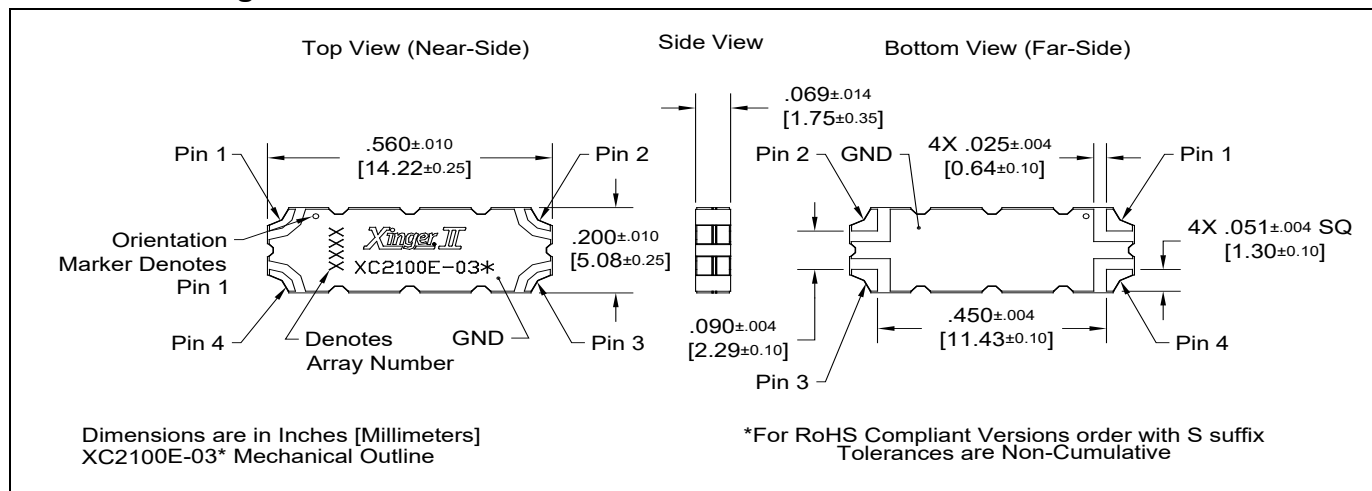 Top View (Near-Side)
Side View
Bottom View (Far-Side)
.069±.014
[1.75±0.35]
.560±.010
[14.22±0.25]
Pin 1
Pin 2
Pin 2
GND
4X .025±.004
[0.64±0.10]
Pin 1
Orientation
Marker Denotes
Pin 1
XXXX
Xinger II
XC2100E-03*
.200±.010
[5.08±0.25]
4X .051±.004 SQ
[1.30±0.10]
Pin 4
Denotes
Array Number
GND
Pin 3
.090±.004
[2.29±0.10]
Pin 3
.450±.004
[11.43±0.10]
Pin 4
Dimensions are in Inches [Millimeters]
XC2100E-03* Mechanical Outline
*For RoHS Compliant Versions order with S suffix
Tolerances are Non-Cumulative